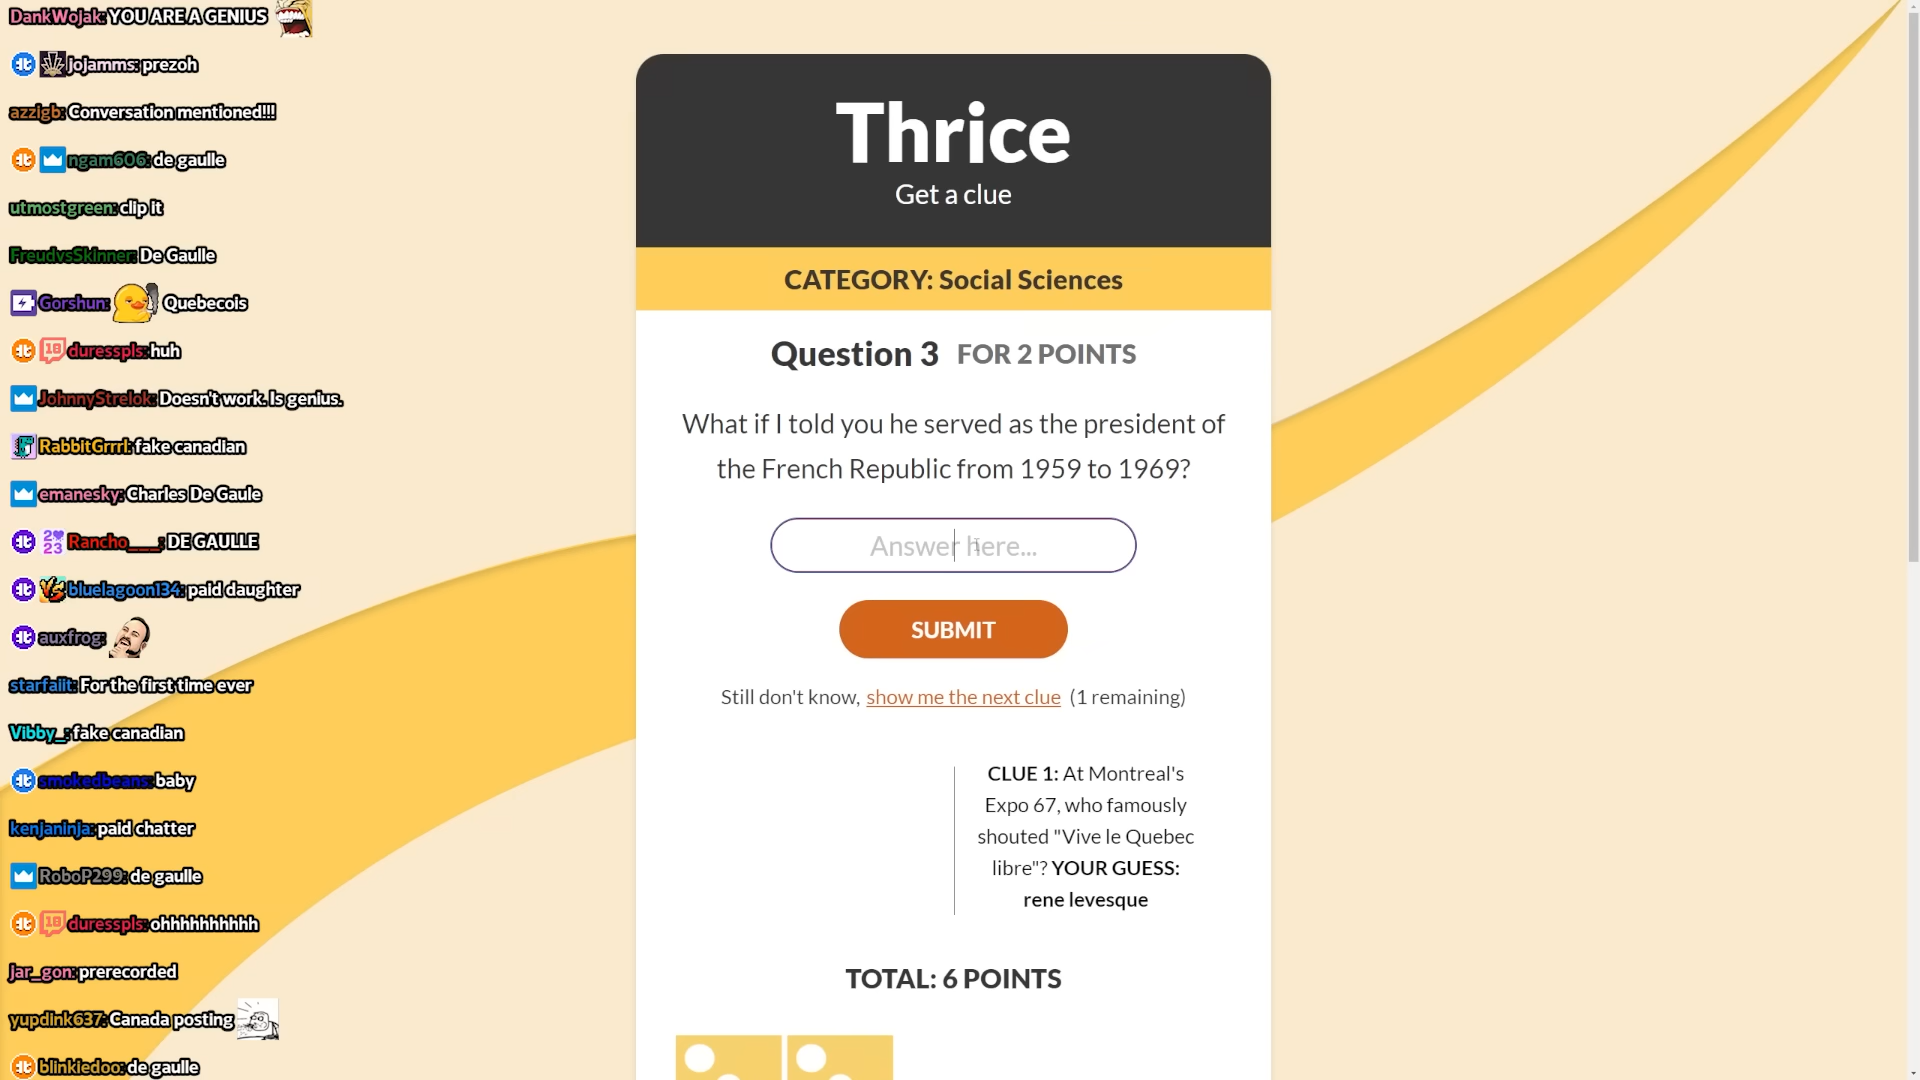 DankWojak: YOU ARE A GENIUS
jojamms: prezoh
azzigb: Conversation mentioned!!!
ngam606: de gaulle
utmostgreen: clip it
FreudvsSkinner: De Gaulle
Gorshun: Quebecois
duresspls: huh
JohnnyStrelok: Doesn't work. Is genius.
RabbitGrrrl: fake canadian
emanesky: Charles De Gaule
Rancho___: DE GAULLE
bluelagoon134: paid daughter
auxfrog:
starfaiit: For the first time ever
Vibby_: fake canadian
smokedbeans: baby
kenjaninja: paid chatter
RoboP299: de gaulle
duresspls: ohhhhhhhhhh
jar_gon: prerecorded
yupdink637: Canada posting
blinkiedoo: de gaulle
Thrice
Get a clue
CATEGORY: Social Sciences
Question 3 FOR 2 POINTS
What if I told you he served as the president of
the French Republic from 1959 to 1969?
Answer here...
SUBMIT
Still don't know, show me the next clue (1 remaining)
CLUE 1: At Montreal's
Expo 67, who famously
shouted "Vive le Quebec
libre"? YOUR GUESS:
rene levesque
TOTAL: 6 POINTS